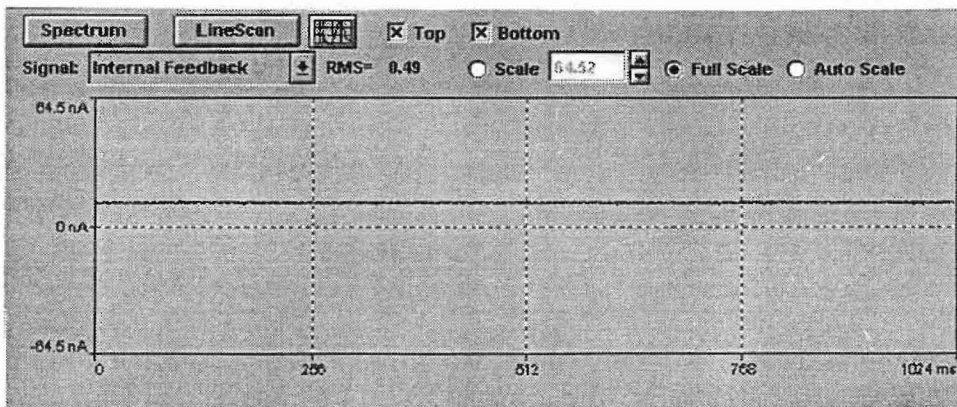 Spectrum LineScan Top Bottom
Signal: Internal Feedback RMS= 0.49 Scale 64.52 Full Scale Auto Scale
64.5 nA
0 nA
-64.5 nA
0 256 512 768 1024 ms